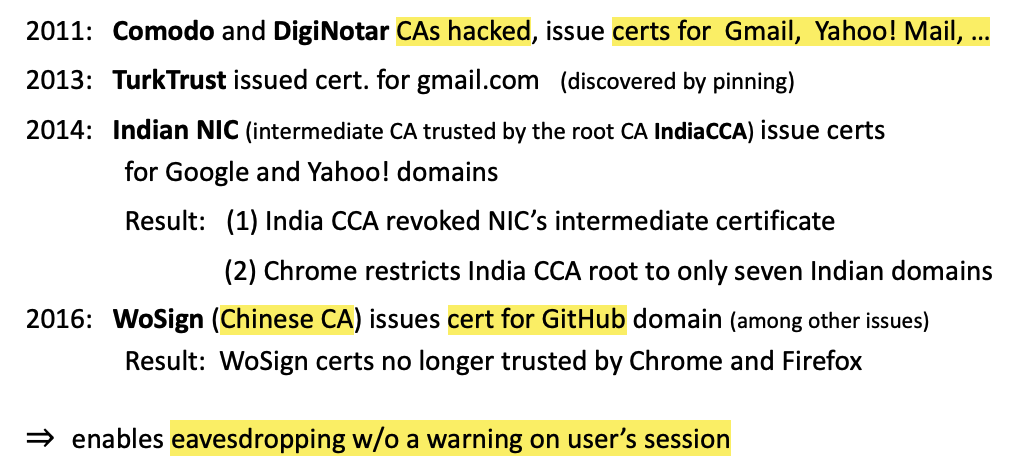 2011: Comodo and DigiNotar CAs hacked, issue certs for Gmail, Yahoo! Mail, ...
2013: TurkTrust issued cert. for gmail.com (discovered by pinning)
2014: Indian NIC (intermediate CA trusted by the root CA IndiaCCA) issue certs
for Google and Yahoo! domains
Result: (1) India CCA revoked NIC’s intermediate certificate
(2) Chrome restricts India CCA root to only seven Indian domains
2016: WoSign (Chinese CA) issues cert for GitHub domain (among other issues)
Result: WoSign certs no longer trusted by Chrome and Firefox
⇒ enables eavesdropping w/o a warning on user’s session